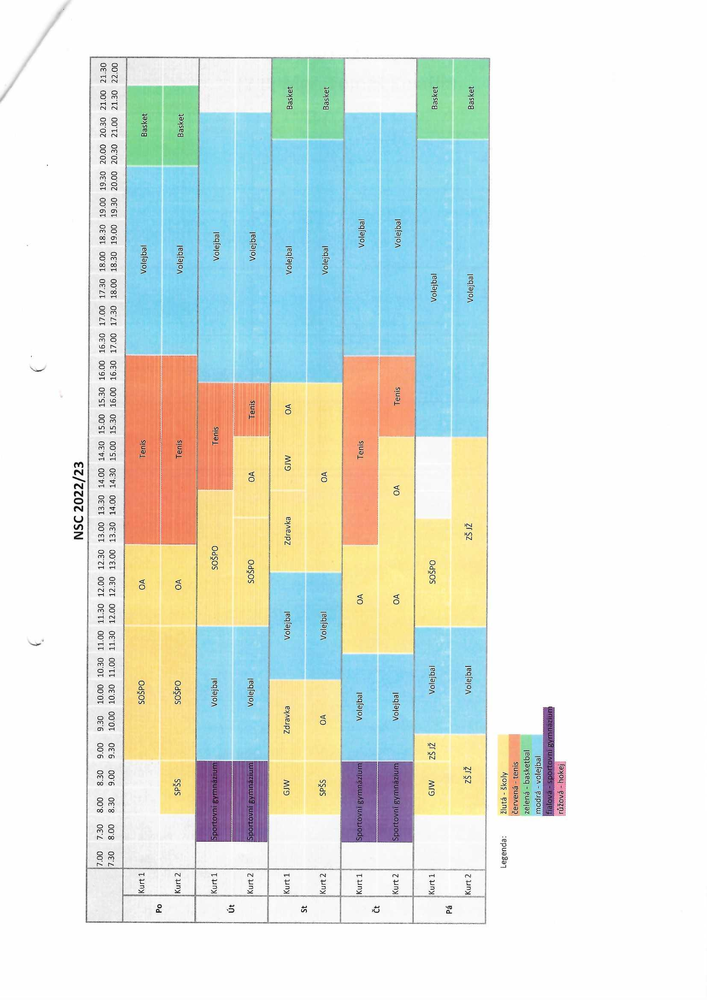 NSC 2022/23
7.00 7.30 8.00 8.30 9.00 9.30 10.00 10.30 11.00 11.30 12.00 12.30 13.00 13.30 14.00 14.30 15.00 15.30 16.00 16.30 17.00 17.30 18.00 18.30 19.00 19.30 20.00 20.30 21.00 21.30
7.30 8.00 8.30 9.00 9.30 10.00 10.30 11.00 11.30 12.00 12.30 13.00 13.30 14.00 14.30 15.00 15.30 16.00 16.30 17.00 17.30 18.00 18.30 19.00 19.30 20.00 20.30 21.00 21.30 22.00
Po
Kurt 1 SOŠPO OA Tenis Volejbal Basket
Kurt 2 SPŠS SOŠPO OA Tenis Volejbal Basket
Út
Kurt 1 Sportovní gymnázium Volejbal SOŠPO Tenis Volejbal
Kurt 2 Sportovní gymnázium Volejbal SOŠPO OA Tenis Volejbal
St
Kurt 1 GJW Zdravka Volejbal Zdravka GJW OA Volejbal Basket
Kurt 2 SPŠS OA Volejbal OA Volejbal Basket
Čt
Kurt 1 Sportovní gymnázium Volejbal OA Tenis Volejbal
Kurt 2 Sportovní gymnázium Volejbal OA OA Tenis Volejbal
Pá
Kurt 1 GJW ZŠ JŽ Volejbal SOŠPO Volejbal Basket
Kurt 2 ZŠ JŽ Volejbal ZŠ JŽ Volejbal Basket
Legenda: žlutá - školy
červená - tenis
zelená - basketbal
modrá - volejbal
fialová - sportovní gymnázium
růžová - hokej